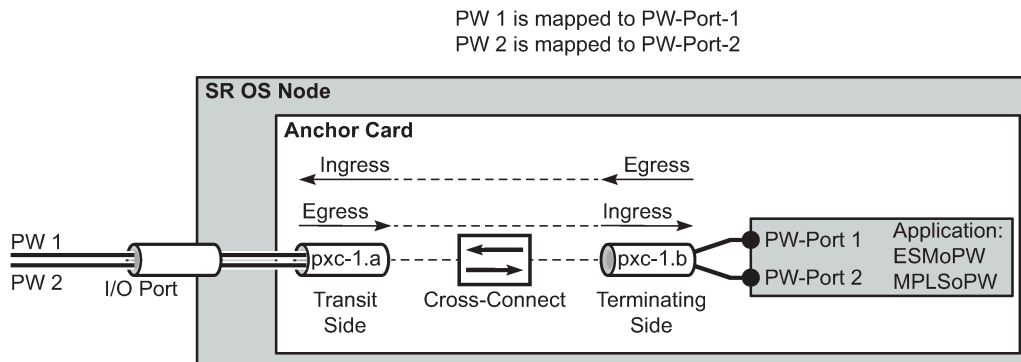 PW 1 is mapped to PW-Port-1
PW 2 is mapped to PW-Port-2
SR OS Node
Anchor Card
Ingress
Egress
Egress
Ingress
PW 1
PW 2
I/O Port
pxc-1.a
Transit
Side
Cross-Connect
pxc-1.b
Terminating
Side
PW-Port 1
PW-Port 2
Application:
ESMoPW
MPLSoPW